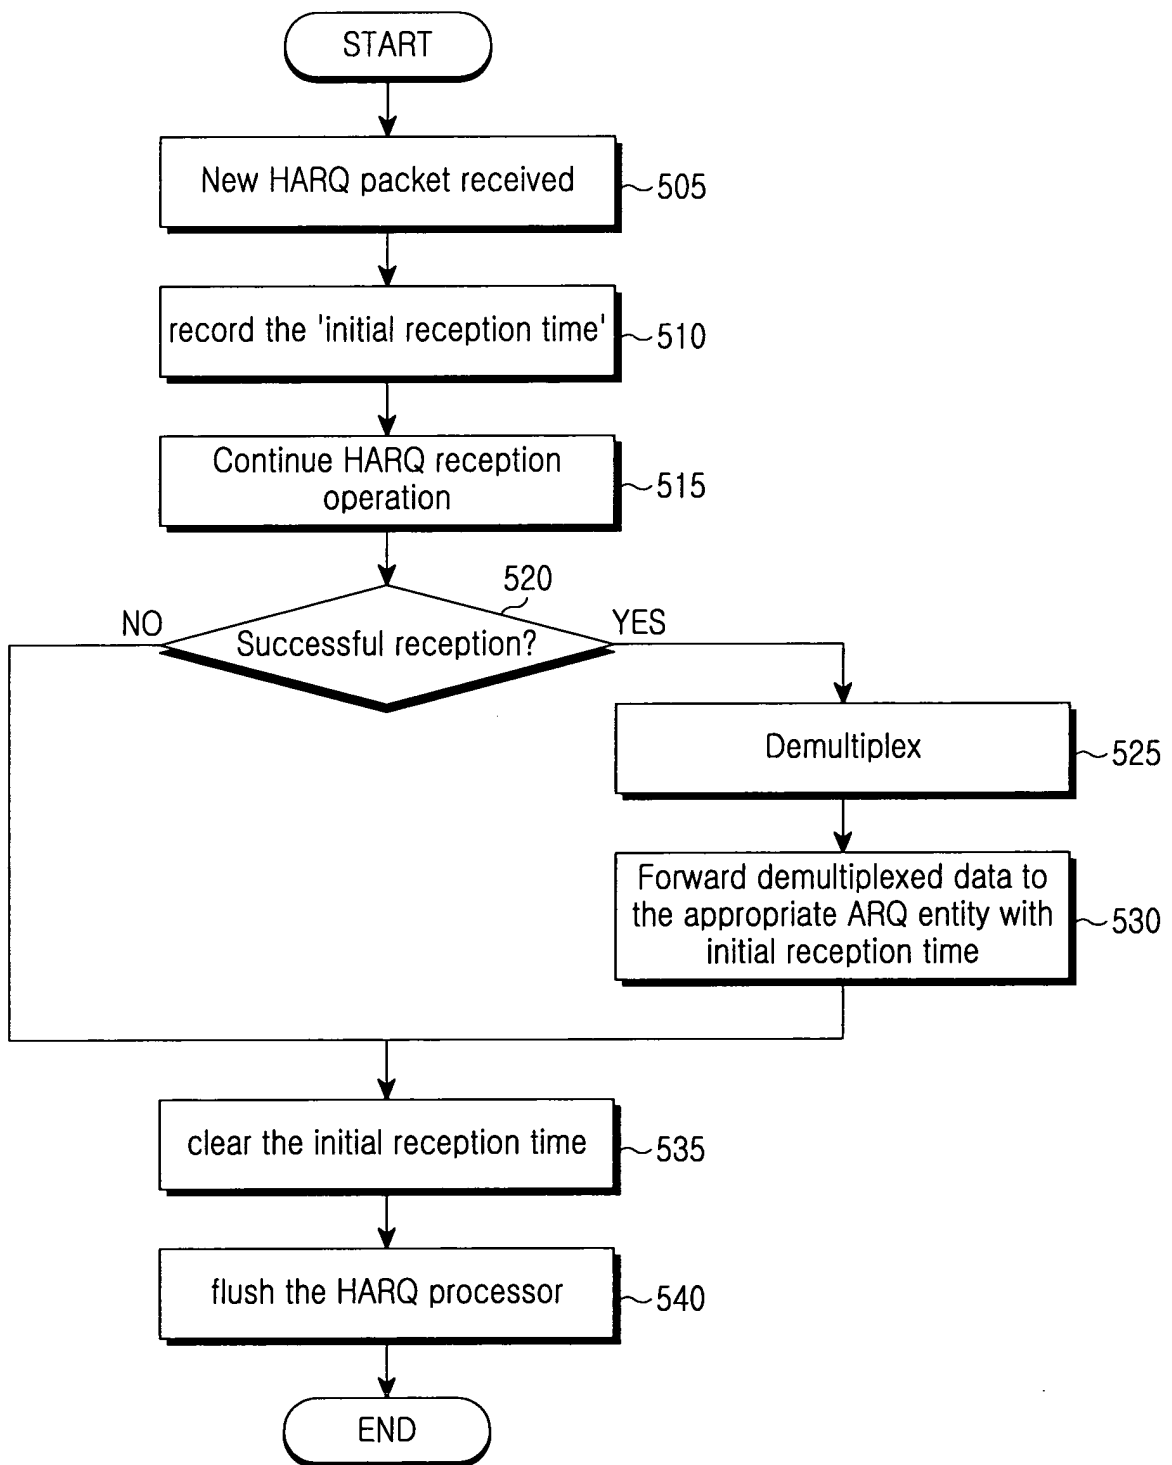 START
New HARQ packet received
505
record the 'initial reception time'
510
Continue HARQ reception
operation
515
520
NO
Successful reception?
YES
Demultiplex
525
Forward demultiplexed data to
the appropriate ARQ entity with
initial reception time
530
clear the initial reception time
535
flush the HARQ processor
540
END